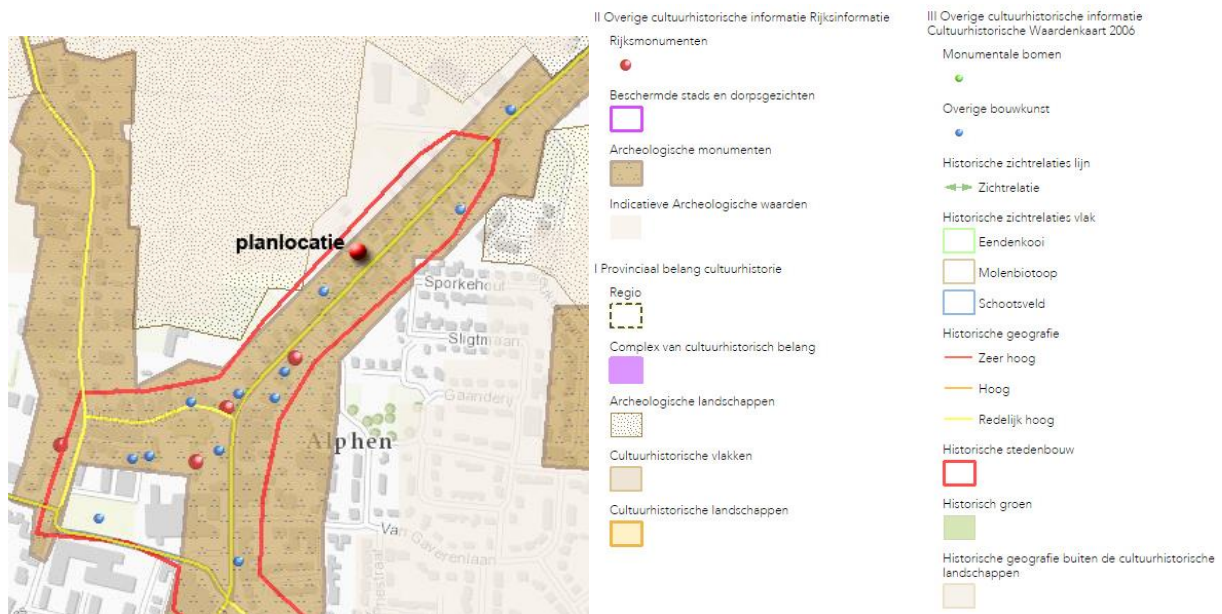 planlocatie
Sporkehout
Gaanderij
Alphen
Van Gaverenlaan
II Overige cultuurhistorische informatie Rijksinformatie
Rijksmonumenten
Beschermde stads en dorpsgezichten
Archeologische monumenten
Indicatieve Archeologische waarden
I Provinciaal belang cultuurhistorie
Regio
Complex van cultuurhistorisch belang
Archeologische landschappen
Cultuurhistorische vlakken
Cultuurhistorische landschappen
III Overige cultuurhistorische informatie
Cultuurhistorische Waardenkaart 2006
Monumentale bomen
Overige bouwkunst
Historische zichtrelaties lijn
Zichtrelatie
Historische zichtrelaties vlak
Eendenkooi
Molenbiotoop
Schootsveld
Historische geografie
Zeer hoog
Hoog
Redelijk hoog
Historische stedenbouw
Historisch groen
Historische geografie buiten de cultuurhistorische
landschappen